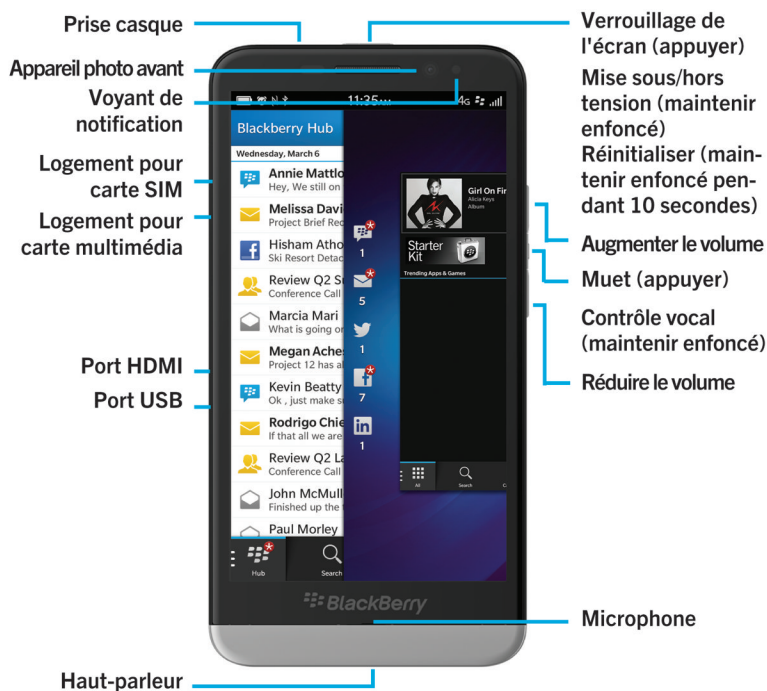 Prise casque
Appareil photo avant
Voyant de
notification
Logement pour
carte SIM
Logement pour
carte multimédia
Port HDMI
Port USB
Haut-parleur
Verrouillage de
l'écran (appuyer)
Mise sous/hors
tension (maintenir
enfoncé)
Réinitialiser (main-
tenir enfoncé pen-
dant 10 secondes)
Augmenter le volume
Muet (appuyer)
Contrôle vocal
(maintenir enfoncé)
Réduire le volume
Microphone
11:35
4G
Blackberry Hub
Wednesday, March 6
Annie Mattlo
Hey, We still on
Melissa Davi
Project Brief Rec
Hisham Atho
Ski Resort Detac
Review Q2 Su
Conference Call
Marcia Mari
What is going on
Megan Aches
Project 12 has a
Kevin Beatty
Ok , just make su
Rodrigo Chie
If that all we are
Review Q2 La
Conference Call
John McMull
Finished up the
Paul Morley
Hub
Search
1
5
1
7
1
Girl On Fir
Alicia Keys
Album
Starter
Kit
Trending Apps & Games
All
Search
BlackBerry